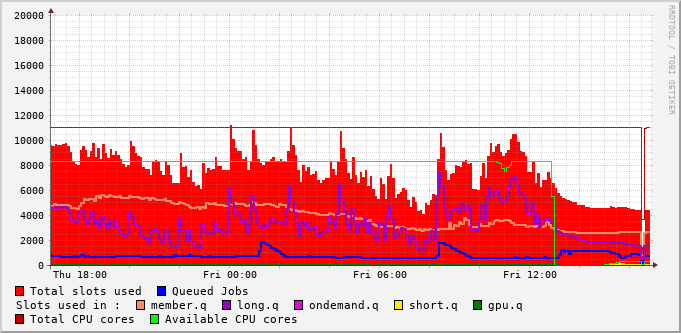 RRDTOOL / TOBI OETIKER
20000
18000
16000
14000
12000
10000
8000
6000
4000
2000
0
Thu 18:00 Fri 00:00 Fri 06:00 Fri 12:00
Total slots used Queued Jobs
Slots used in : member.q long.q ondemand.q short.q gpu.q
Total CPU cores Available CPU cores